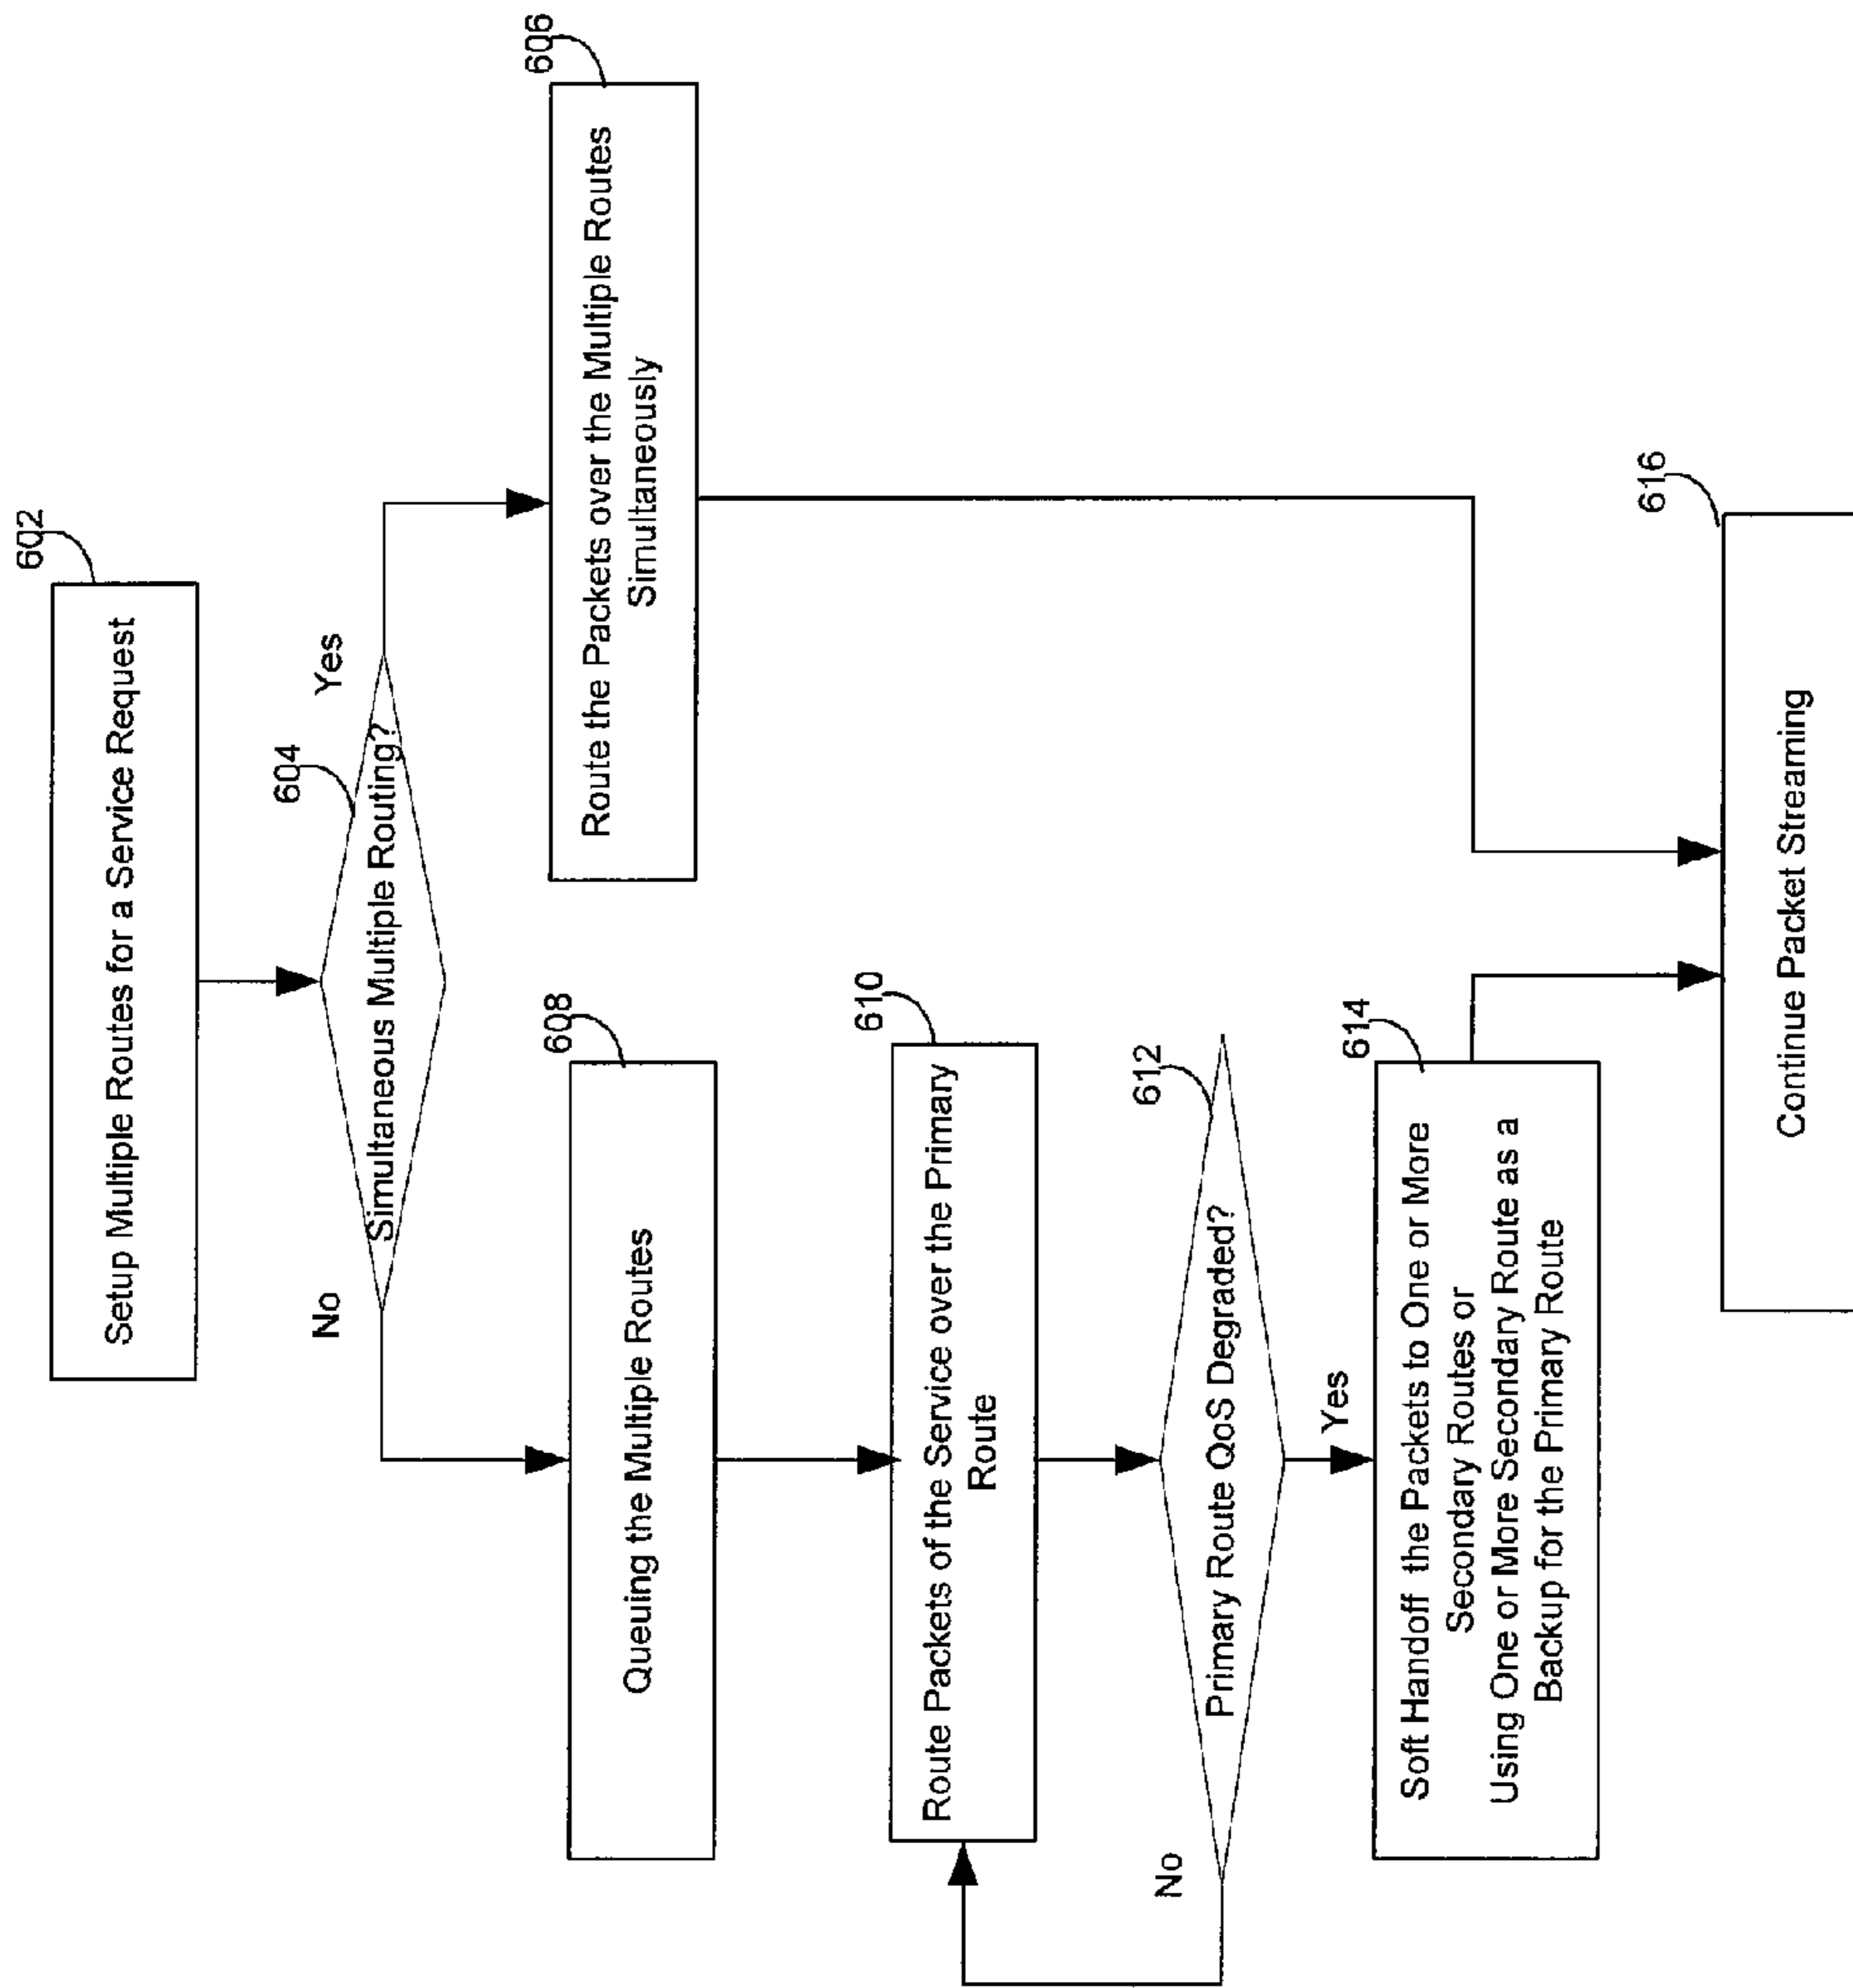 602
Setup Multiple Routes for a Service Request
604
Simultaneous Multiple Routing?
Yes
No
606
Route the Packets over the Multiple Routes
Simultaneously
608
Queuing the Multiple Routes
610
Route Packets of the Service over the Primary
Route
612
Primary Route QoS Degraded?
No
Yes
614
Soft Handoff the Packets to One or More
Secondary Routes or
Using One or More Secondary Route as a
Backup for the Primary Route
616
Continue Packet Streaming